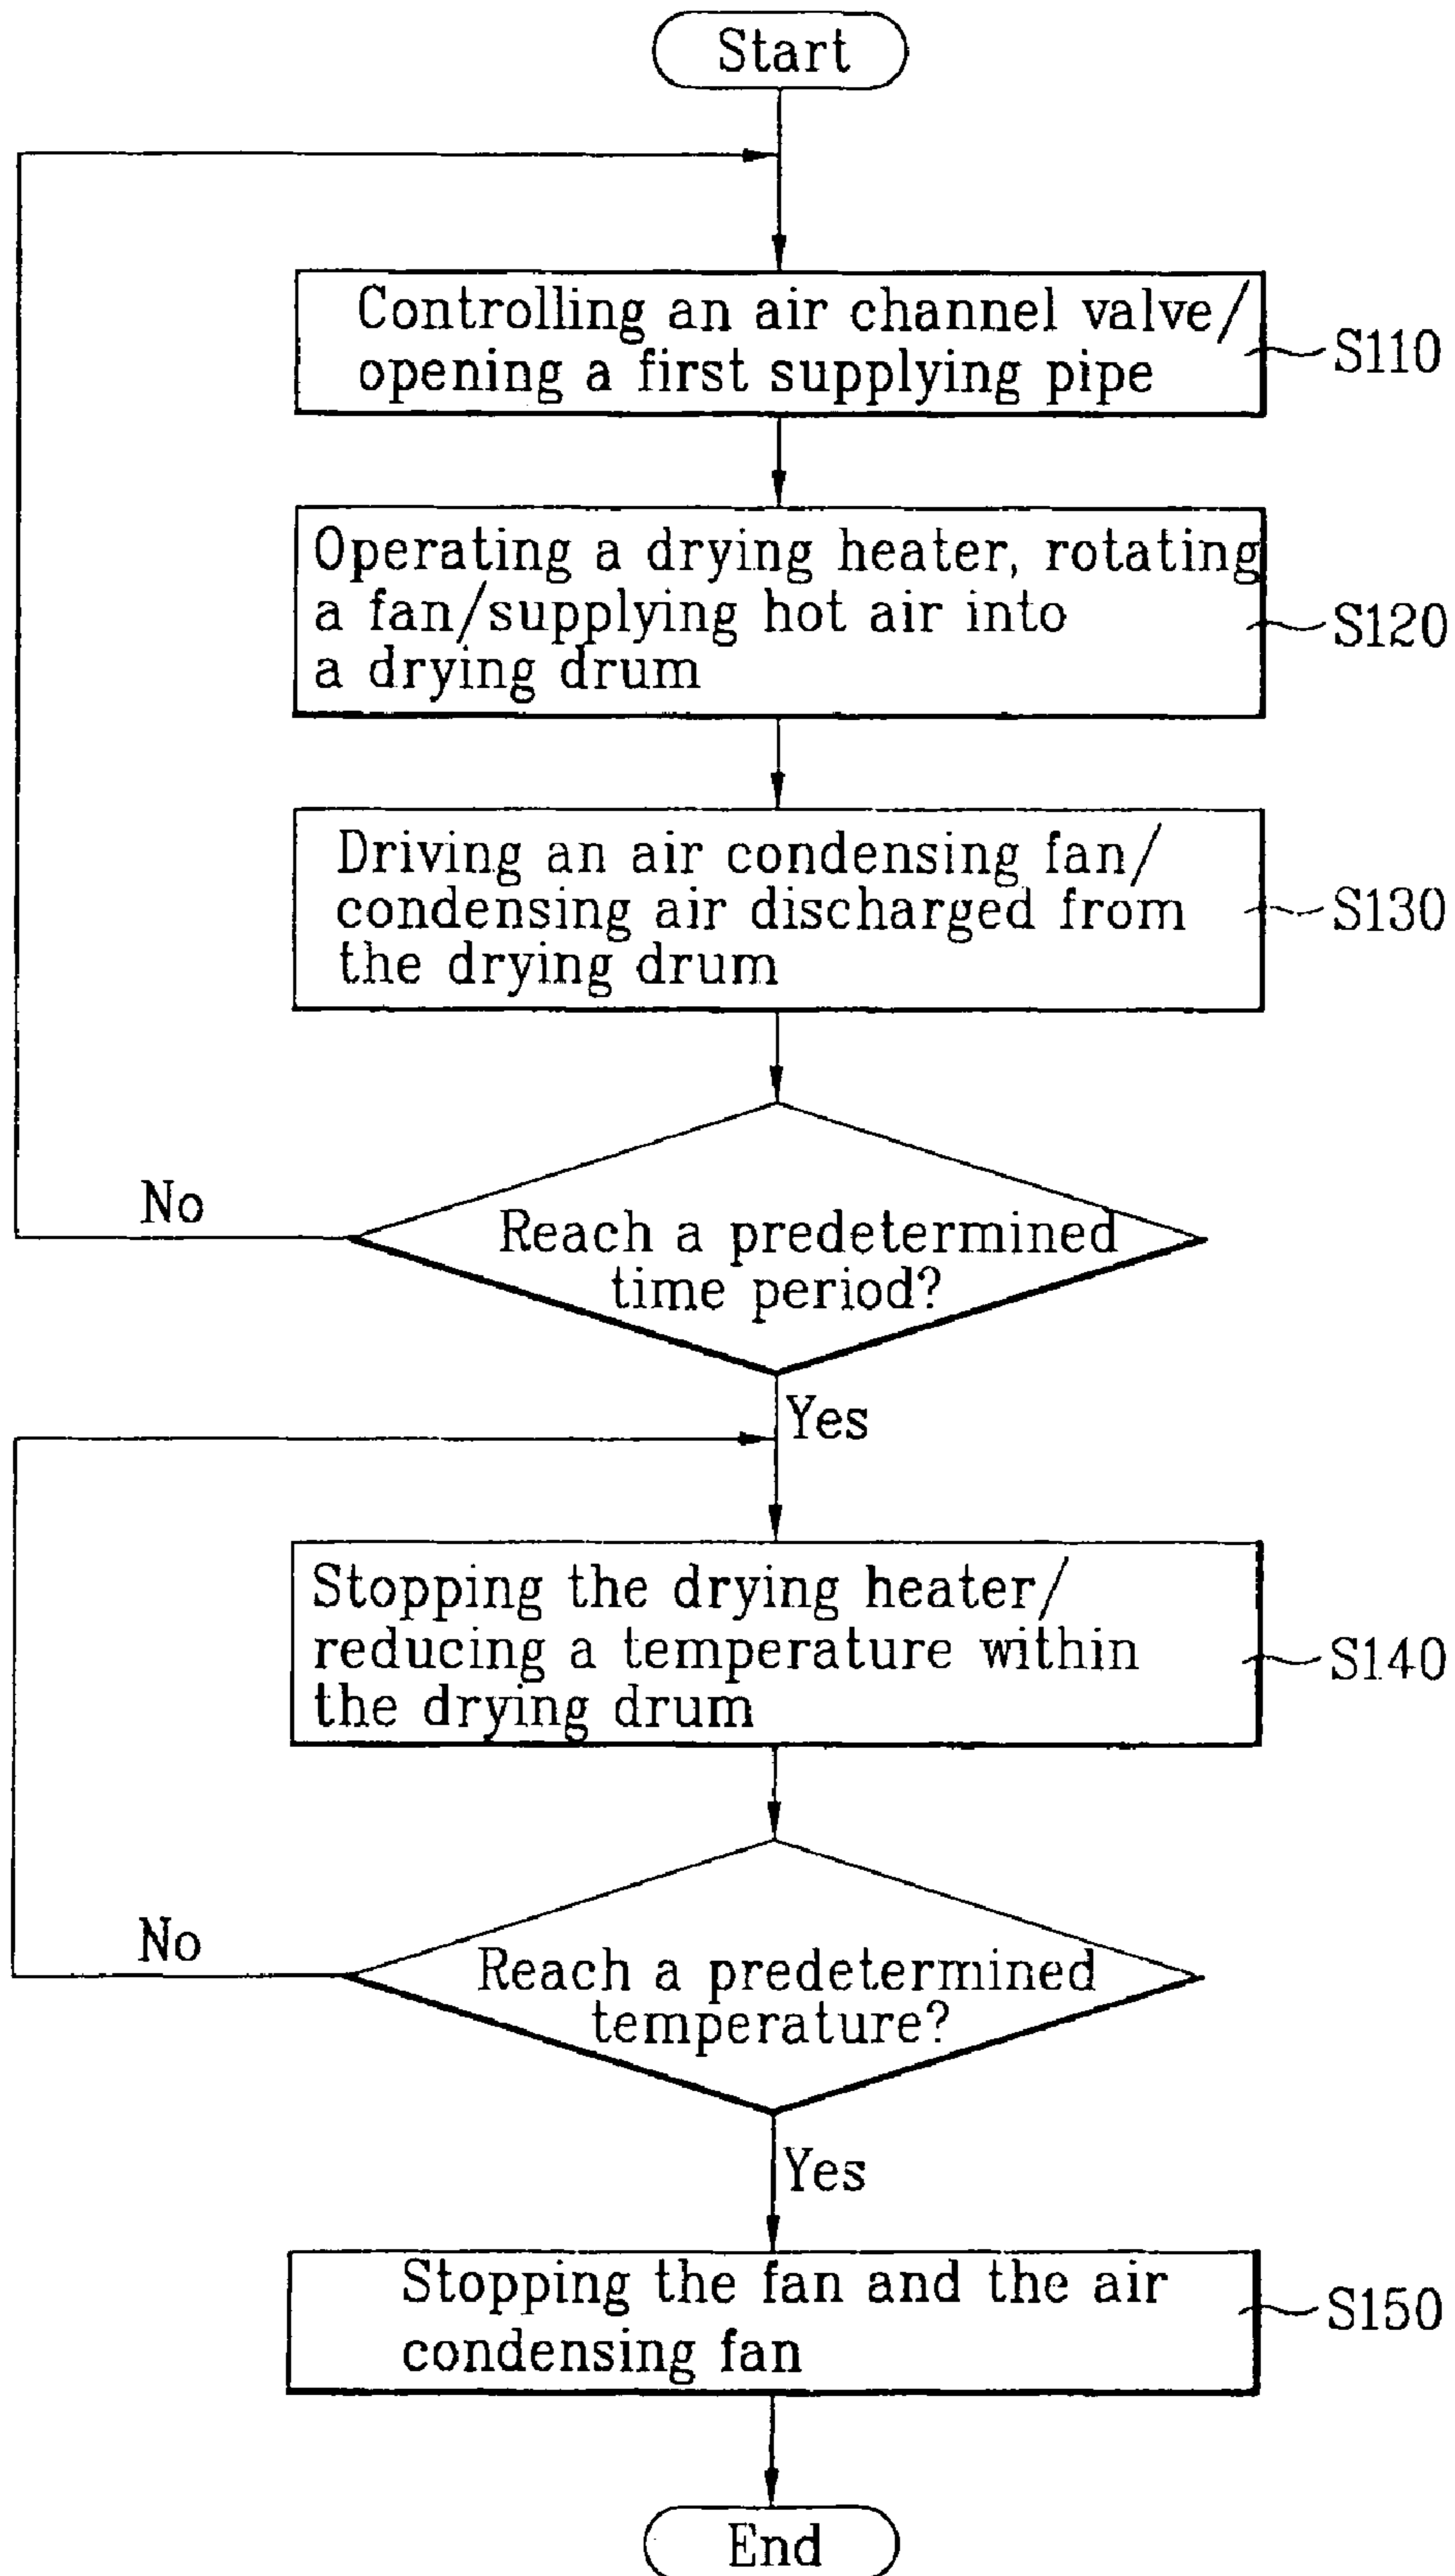 Start
Controlling an air channel valve/
opening a first supplying pipe
S110
Operating a drying heater, rotating
a fan/supplying hot air into
a drying drum
S120
Driving an air condensing fan/
condensing air discharged from
the drying drum
S130
No
Reach a predetermined
time period?
Yes
Stopping the drying heater/
reducing a temperature within
the drying drum
S140
No
Reach a predetermined
temperature?
Yes
Stopping the fan and the air
condensing fan
S150
End